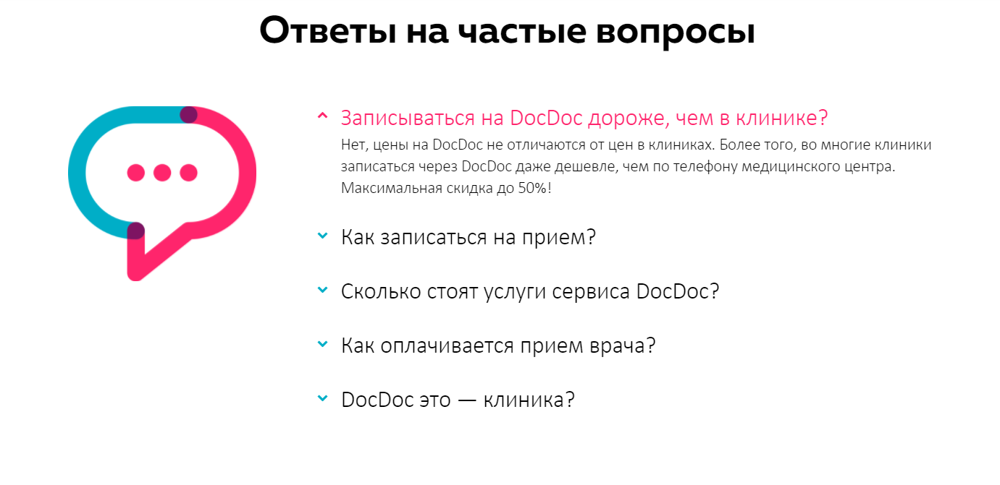 Ответы на частые вопросы
Записываться на DocDoc дороже, чем в клинике?
Нет, цены на DocDoc не отличаются от цен в клиниках. Более того, во многие клиники
записаться через DocDoc даже дешевле, чем по телефону медицинского центра.
Максимальная скидка до 50%!
Как записаться на прием?
Сколько стоят услуги сервиса DocDoc?
Как оплачивается прием врача?
DocDoc это — клиника?